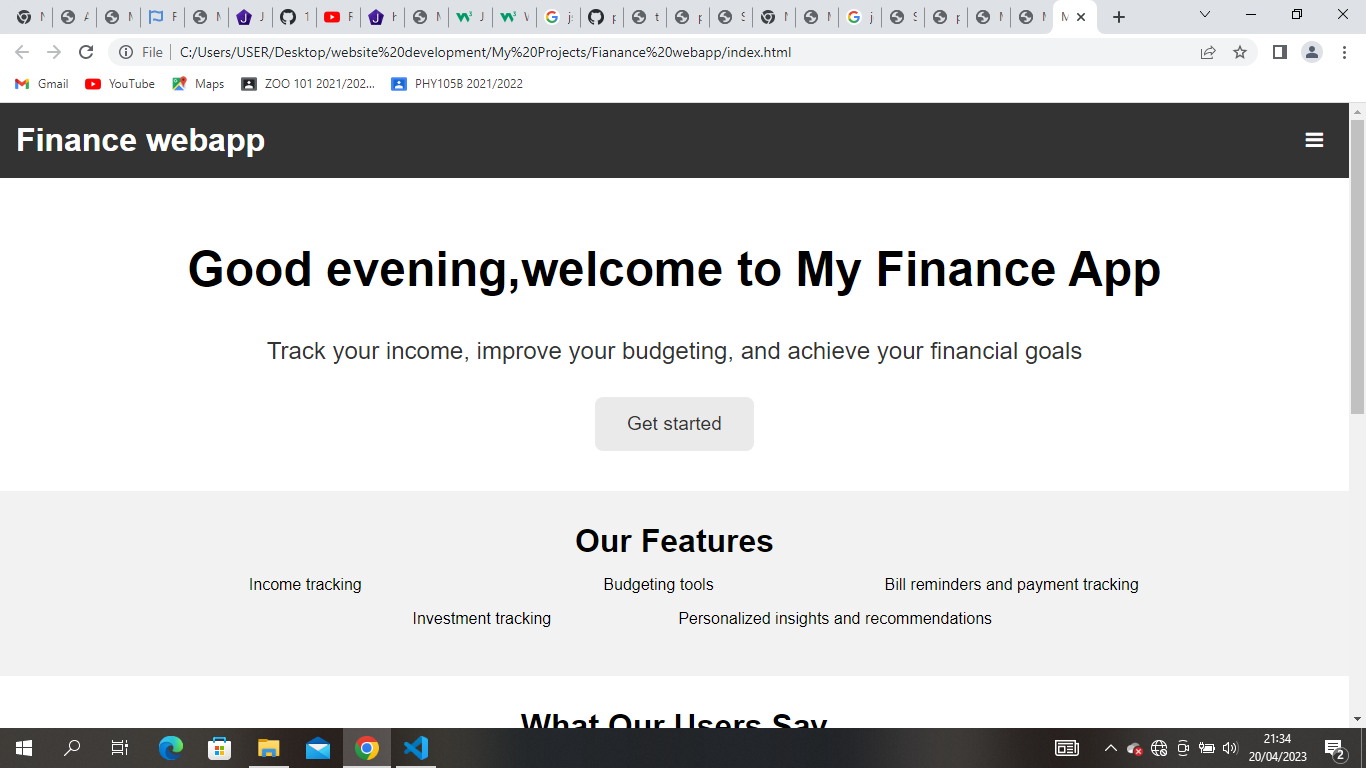 File C:/Users/USER/Desktop/website%20development/My%20Projects/Fianance%20webapp/index.html
Gmail YouTube Maps ZOO 101 2021/202... PHY105B 2021/2022
Finance webapp
Good evening,welcome to My Finance App
Track your income, improve your budgeting, and achieve your financial goals
Get started
Our Features
Income tracking Budgeting tools Bill reminders and payment tracking
Investment tracking Personalized insights and recommendations
What Our Users Say
21:34
20/04/2023
2